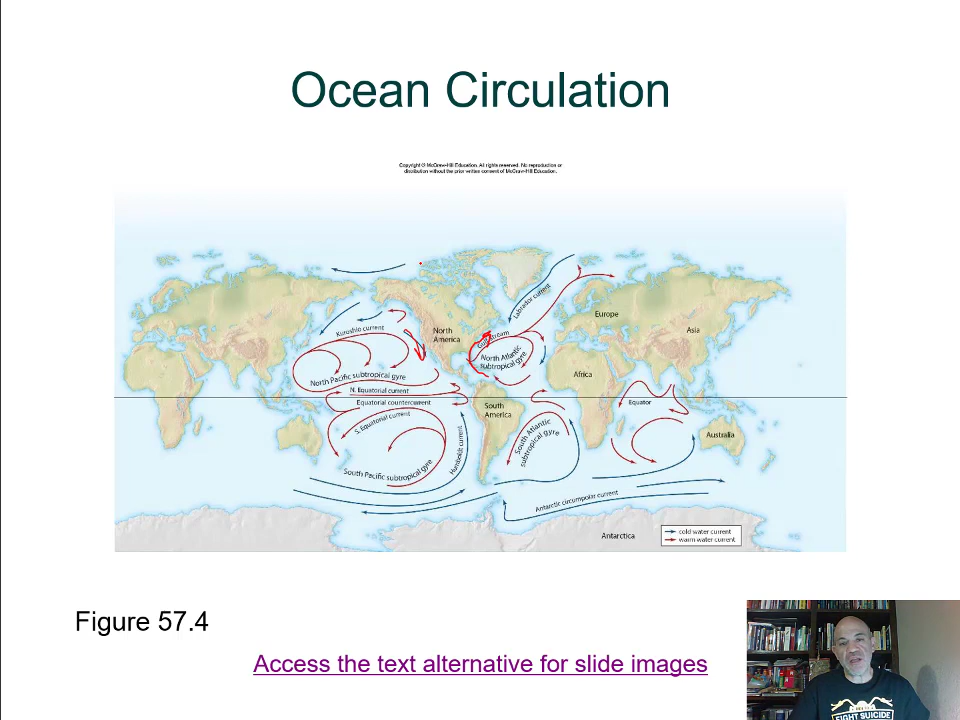 Ocean Circulation
Copyright © McGraw-Hill Education. All rights reserved. No reproduction or
distribution without the prior written consent of McGraw-Hill Education.
Labrador current
Europe
Kuroshio current
North
America
Gulf stream
Asia
North Atlantic
subtropical gyre
North Pacific subtropical gyre
Africa
N. Equatorial current
Equatorial countercurrent
Equator
South
America
S. Equatorial current
South Atlantic
subtropical gyre
Australia
Humboldt current
South Pacific subtropical gyre
Antarctic circumpolar current
Antarctica
cold water current
warm water current
Figure 57.4
Access the text alternative for slide images
FIGHT SUICIDE